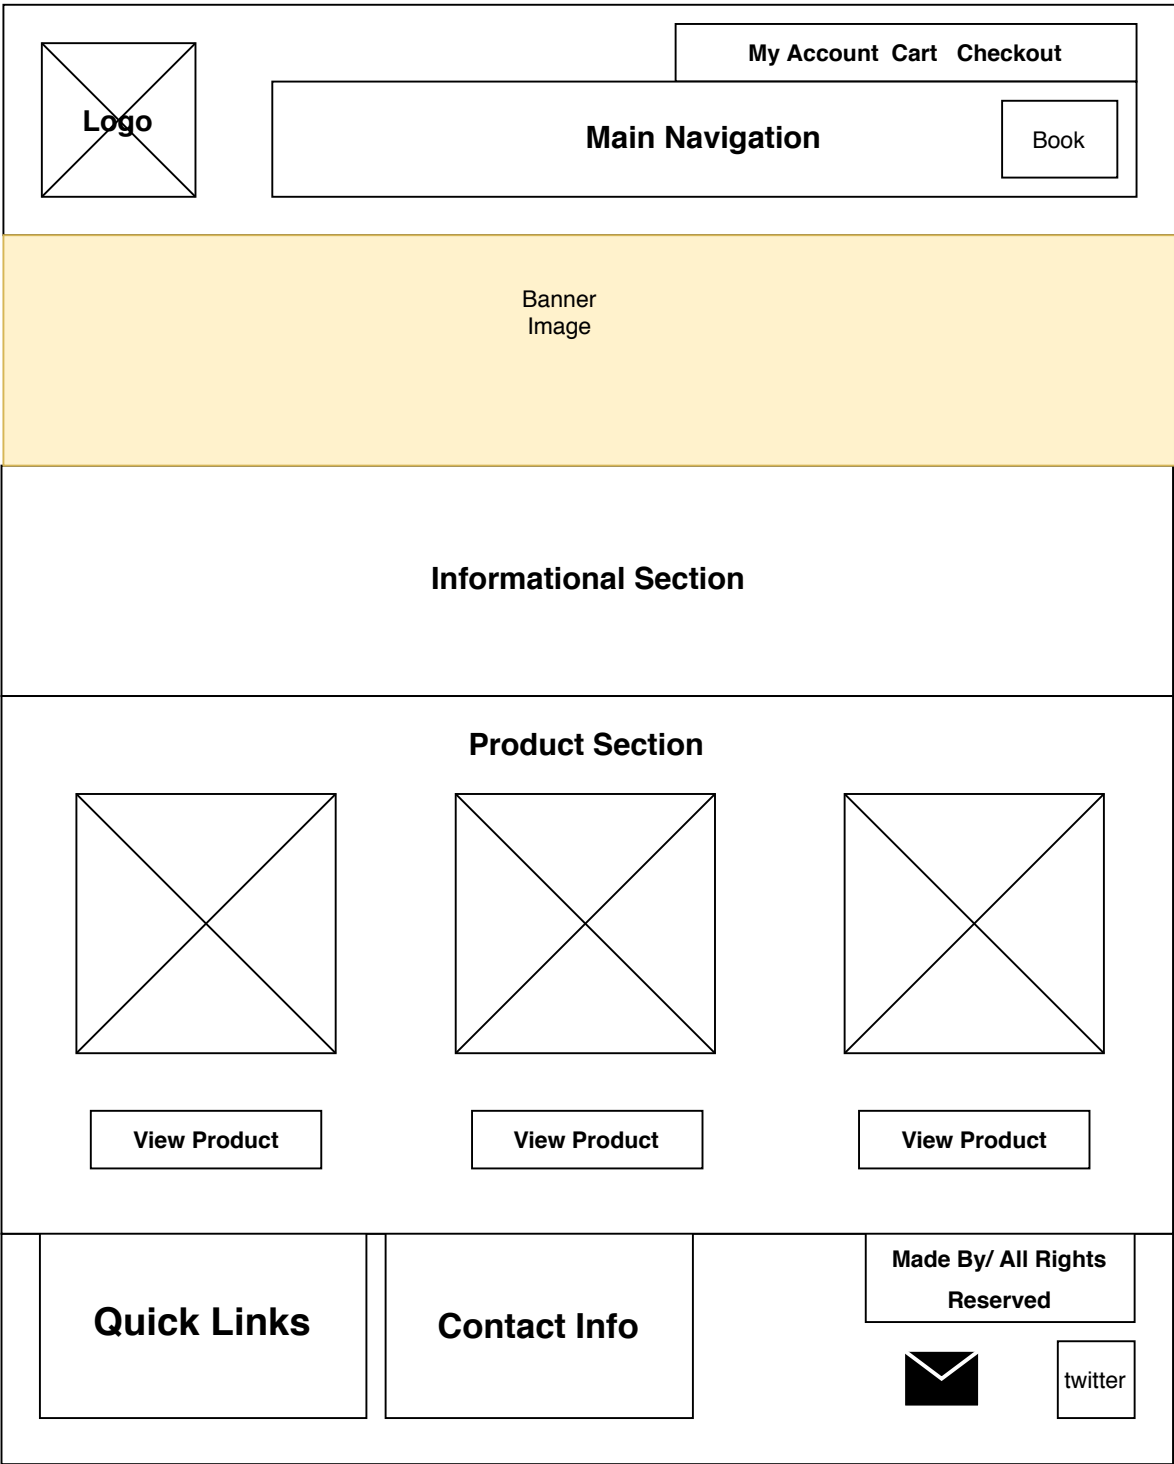 My Account  Cart   Checkout
Logo
Main Navigation
Book
Banner
Image
Informational Section
Product Section
View Product
View Product
View Product
Quick Links
Contact Info
Made By/ All Rights
Reserved
twitter